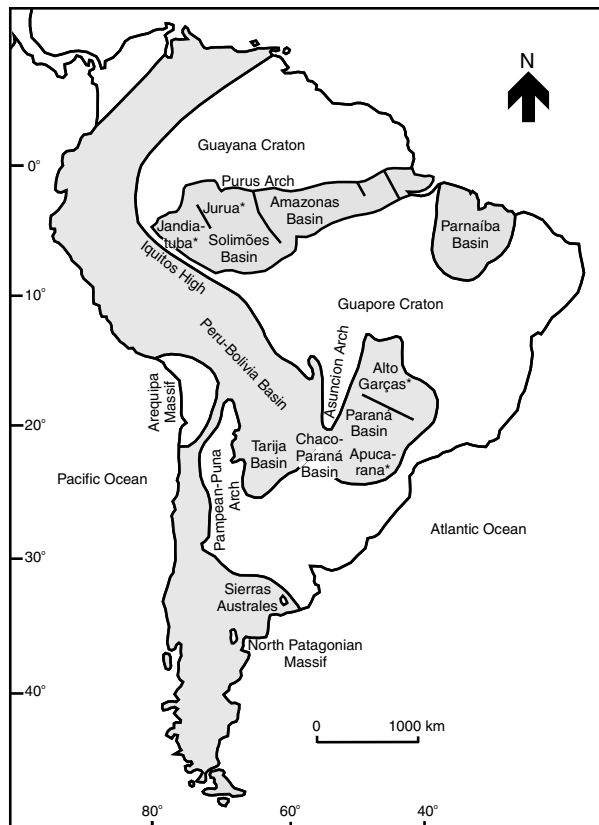 N
Guayana Craton
0°
Purus Arch
Jurua*
Amazonas
Basin
Jandia-
tuba*
Solimões
Basin
Parnaíba
Basin
Iquitos High
10°
Guapore Craton
Peru-Bolivia Basin
Asuncion Arch
Alto
Garças*
Arequipa
Massif
20°
Paraná
Basin
Tarija
Basin
Chaco-
Paraná
Basin
Apuca-
rana*
Pacific Ocean
Pampean-Puna
Arch
Atlantic Ocean
30°
Sierras
Australes
North Patagonian
Massif
40°
0
1000 km
80°
60°
40°